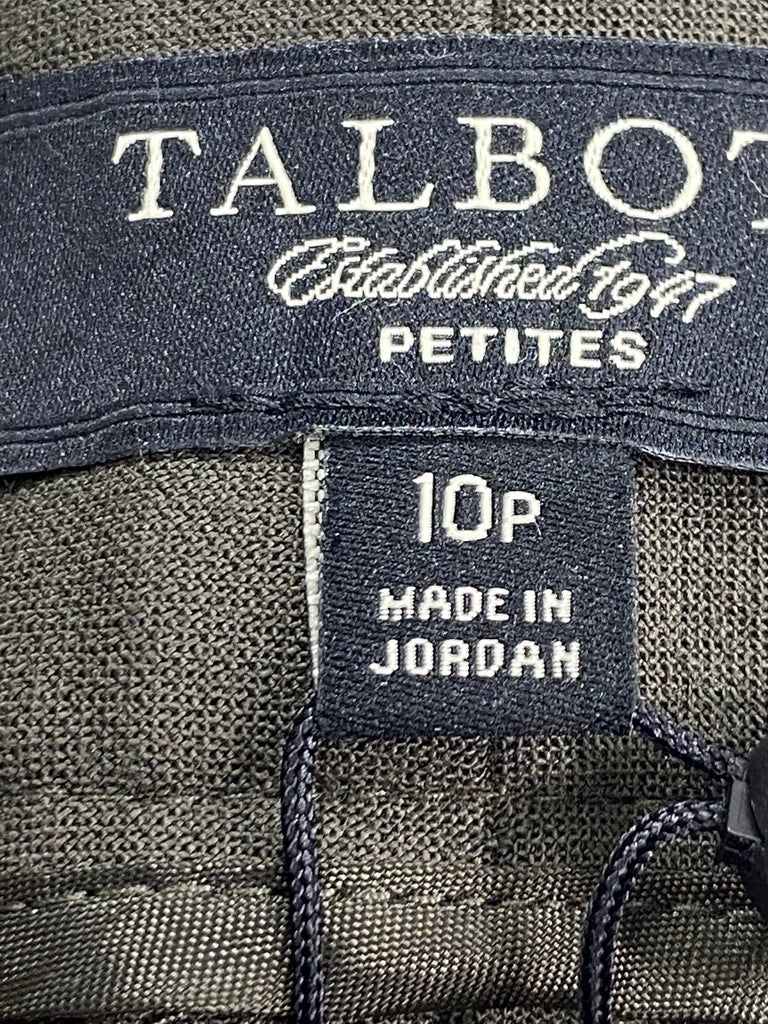 TALBOT
Established 1947
PETITES
10P
MADE IN
JORDAN